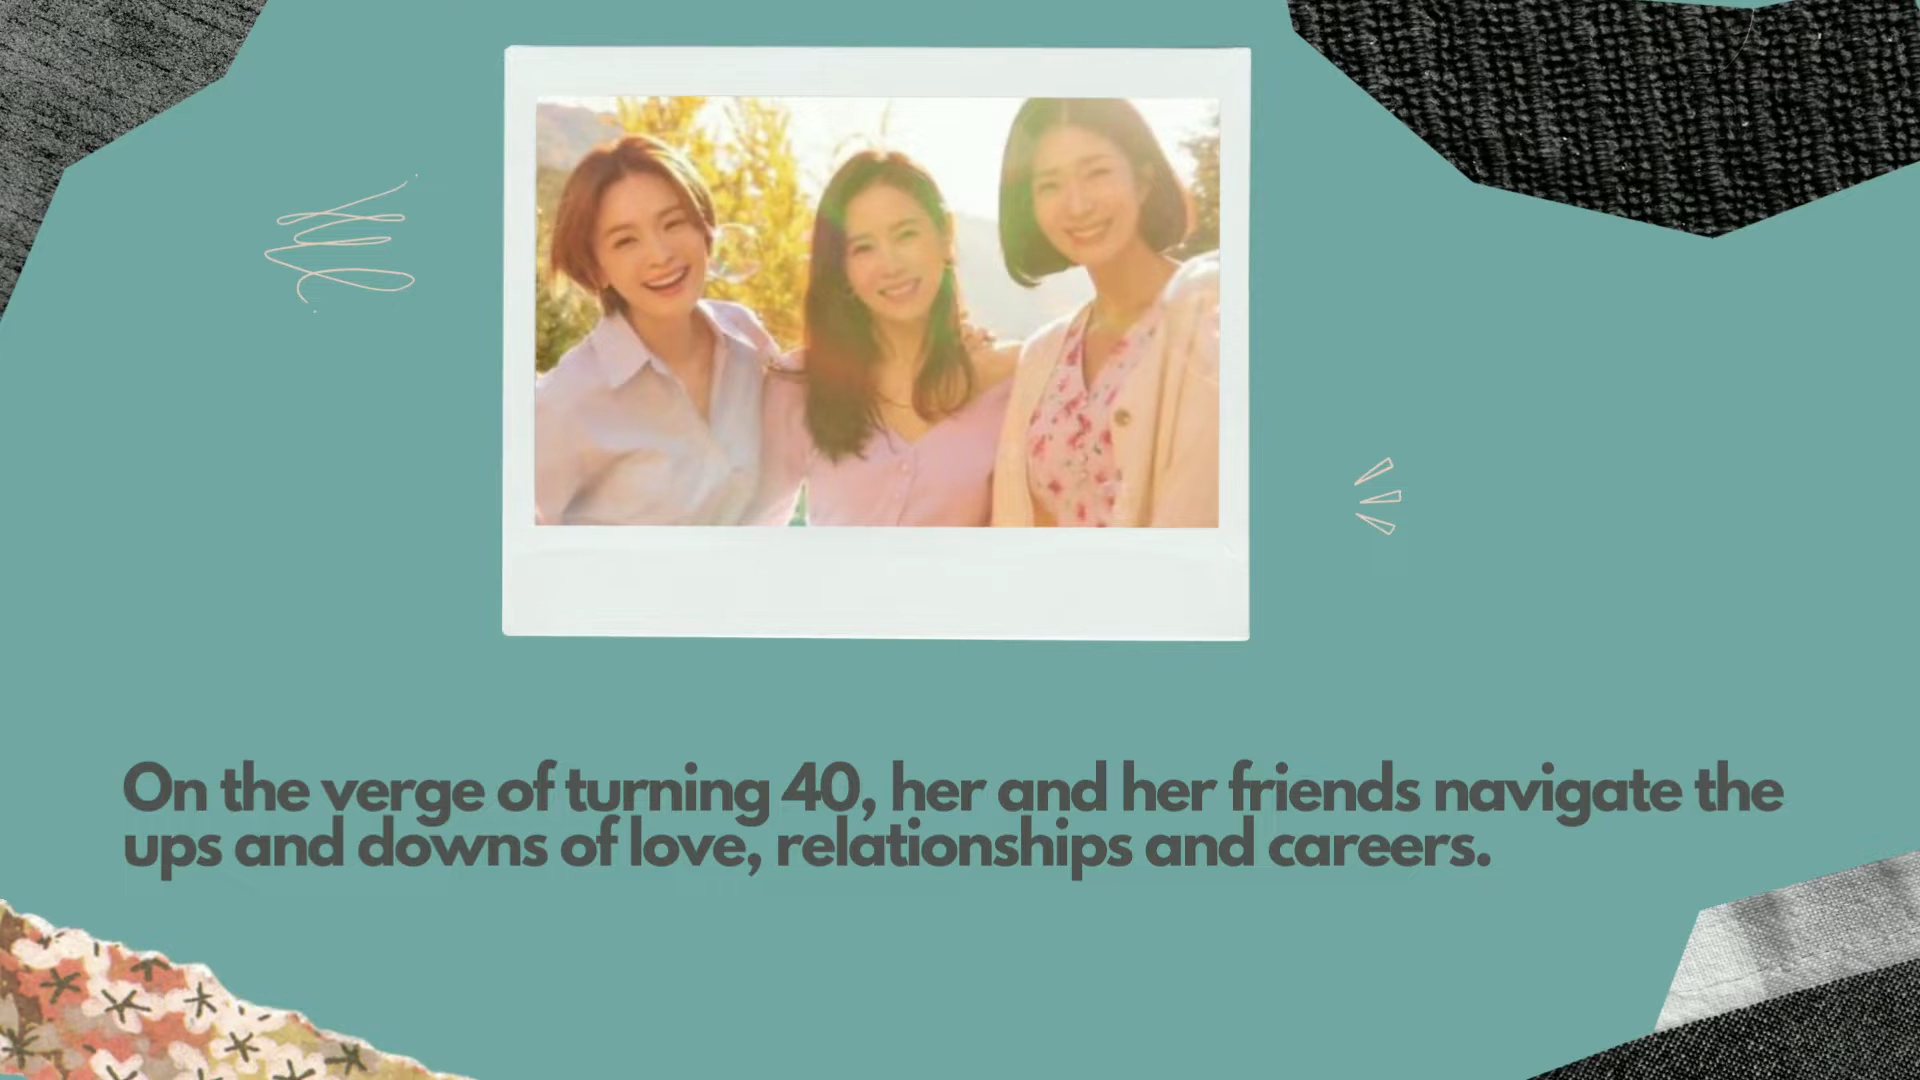 On the verge of turning 40, her and her friends navigate the
ups and downs of love, relationships and careers.